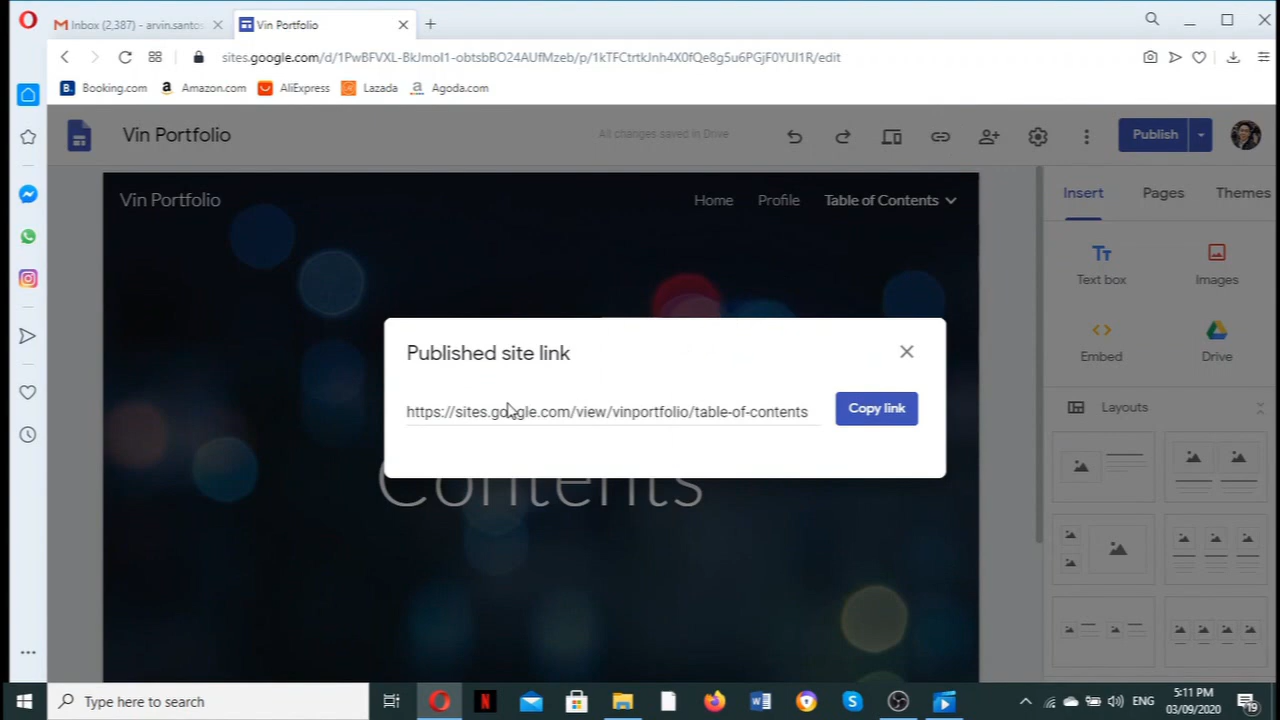 Inbox (2,387) - arvin.santos
Vin Portfolio
sites.google.com/d/1PwBFVXL-BkJmol1-obtsbBO24AUfMzeb/p/1kTFCtrtkJnh4X0fQe8g5u6PGjF0YUI1R/edit
B. Booking.com
a Amazon.com
AliExpress
Lazada
a Agoda.com
Vin Portfolio
All changes saved in Drive
Publish
Vin Portfolio
Home
Profile
Table of Contents
Insert
Pages
Themes
Tт Text box
Images
Embed
Drive
Layouts
Published site link
https://sites.google.com/view/vinportfolio/table-of-contents
Copy link
Contents
Type here to search
ENG
5:11 PM
03/09/2020
19